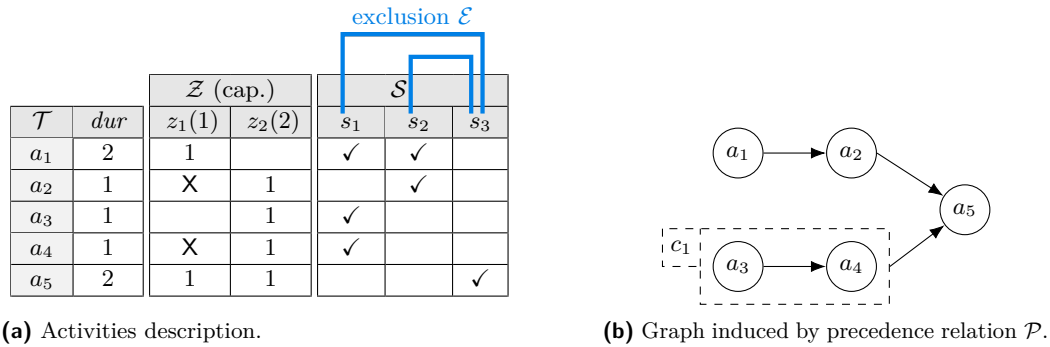 exclusion ℰ
𝒵 (cap.) 𝒮
𝒯 dur z₁(1) z₂(2) s₁ s₂ s₃
a₁ 2 1 ✓ ✓
a₂ 1 X 1 ✓
a₃ 1 1 ✓
a₄ 1 X 1 ✓
a₅ 2 1 1 ✓
(a) Activities description.
a₁ a₂
a₅
c₁
a₃ a₄
(b) Graph induced by precedence relation 𝒫.